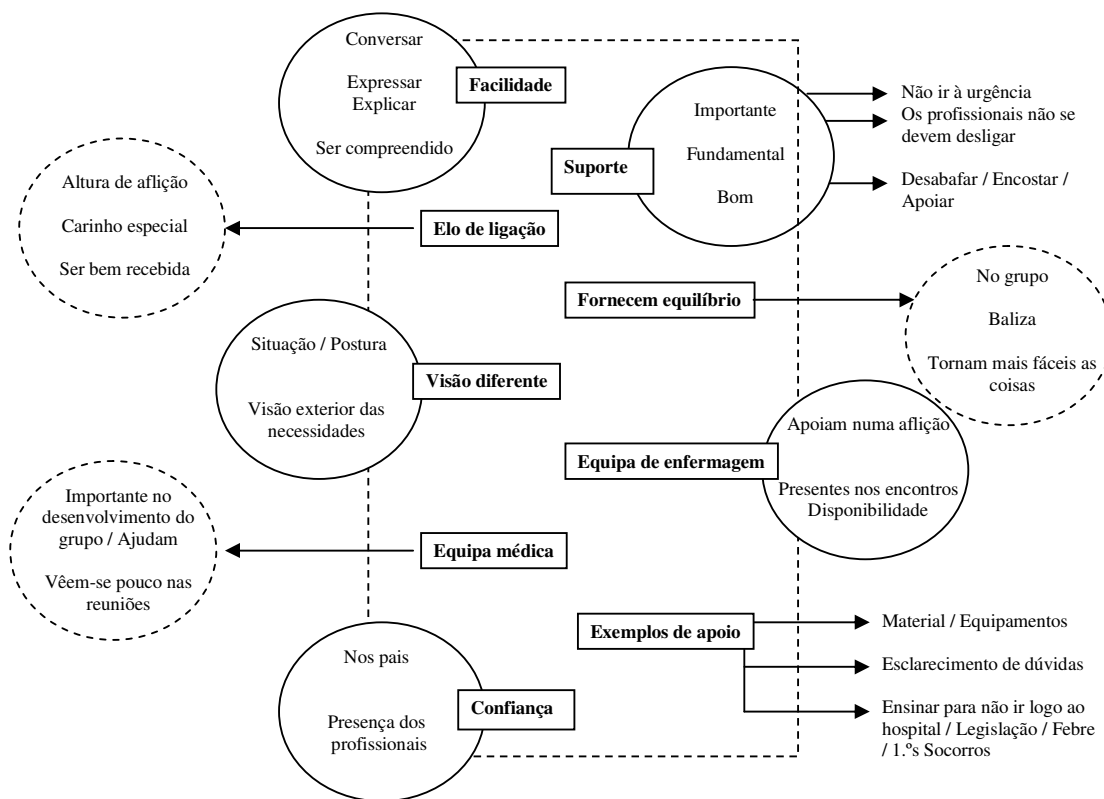 Conversar
Expressar
Explicar
Ser compreendido
Facilidade
Importante
Fundamental
Bom
Suporte
Não ir à urgência
Os profissionais não se
devem desligar
Desabafar / Encostar /
Apoiar
Altura de aflição
Carinho especial
Ser bem recebida
Elo de ligação
Fornecem equilíbrio
No grupo
Baliza
Tornam mais fáceis as
coisas
Situação / Postura
Visão exterior das
necessidades
Visão diferente
Equipa de enfermagem
Apoiam numa aflição
Presentes nos encontros
Disponibilidade
Importante no
desenvolvimento do
grupo / Ajudam
Vêem-se pouco nas
reuniões
Equipa médica
Exemplos de apoio
Material / Equipamentos
Esclarecimento de dúvidas
Ensinar para não ir logo ao
hospital / Legislação / Febre
/ 1.ºs Socorros
Nos pais
Presença dos
profissionais
Confiança